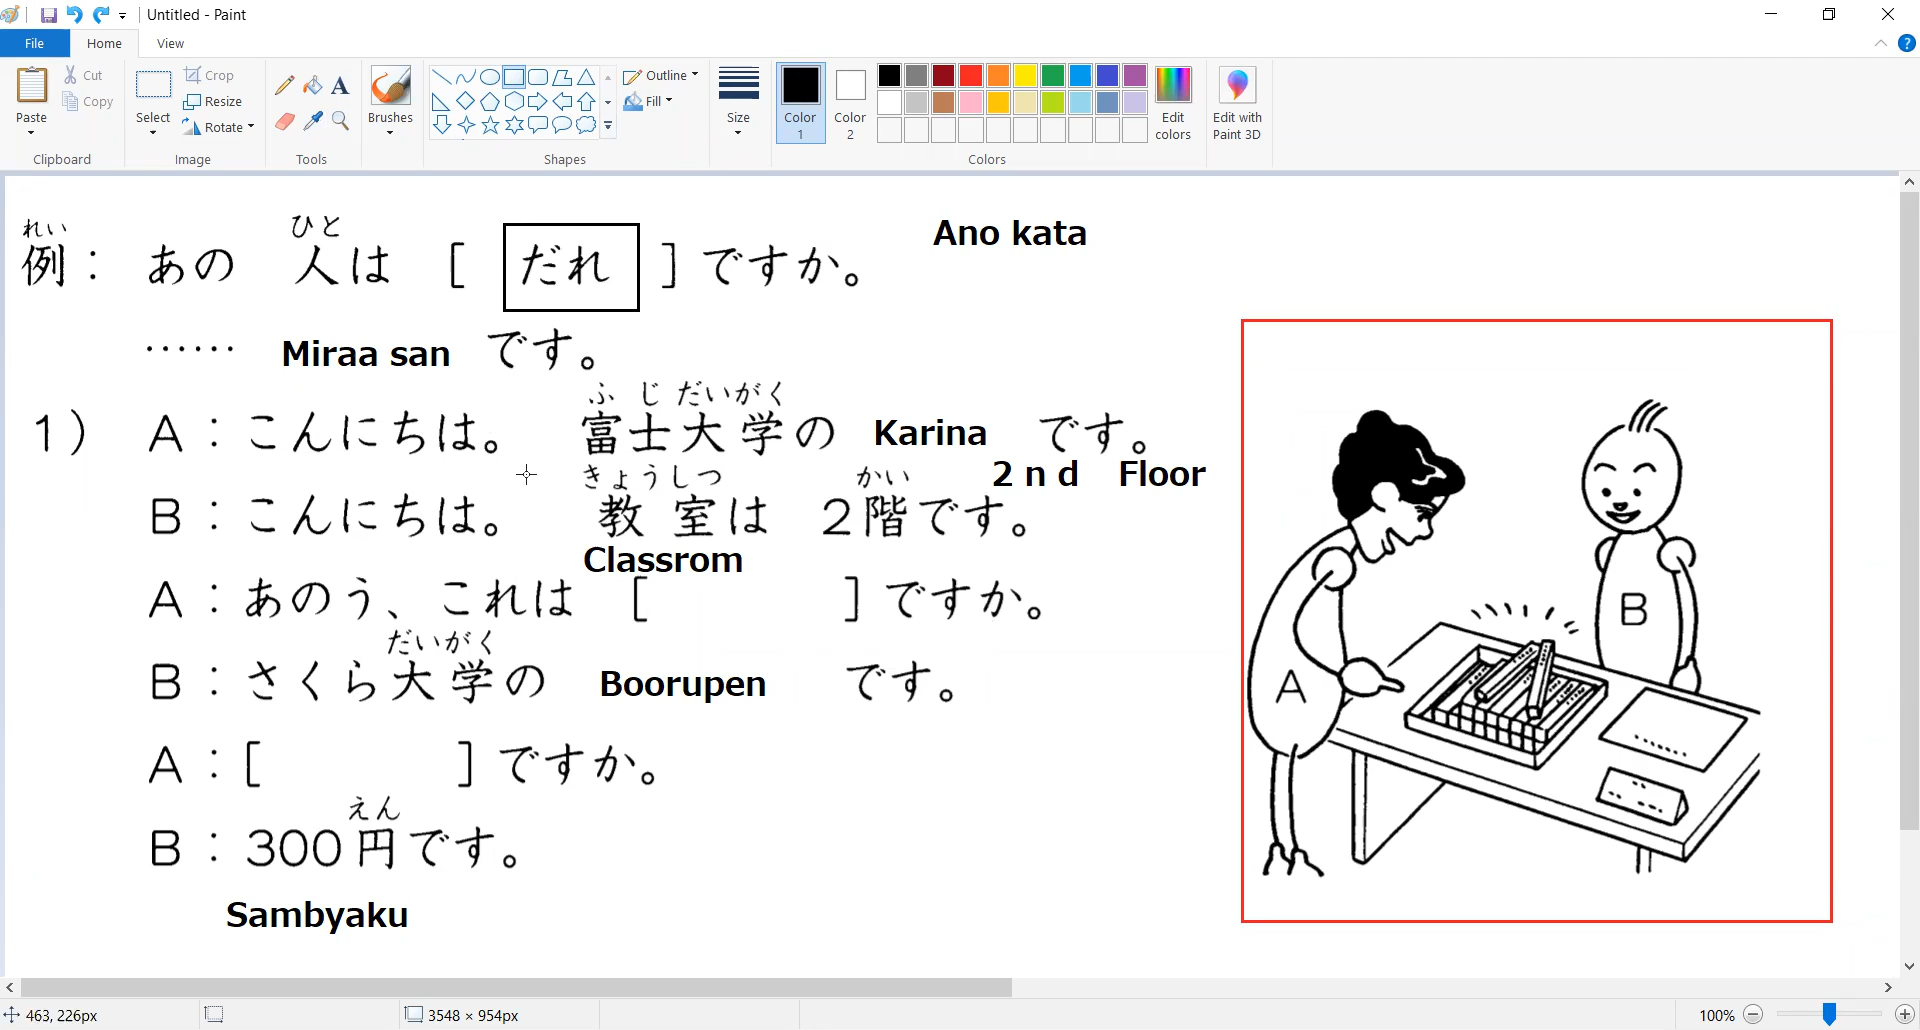 Untitled - Paint
File Home View
Paste Cut Copy Clipboard
Select Crop Resize Rotate Image
Tools
Brushes
Outline Fill Shapes
Size
Color 1 Color 2 Edit colors Colors
Edit with Paint 3D
れい ひと
例： あの 人は [ だれ ] ですか。 Ano kata
…… Miraa san です。
ふ じ だいがく
1） A：こんにちは。 富士大学の Karina です。
きょうしつ かい 2 n d Floor
B：こんにちは。 教室は 2階です。
Classrom
A：あのう、これは [ ] ですか。
だいがく
B：さくら大学の Boorupen です。
A：[ ] ですか。
えん
B：300円です。
Sambyaku
A
B
463, 226px 3548 × 954px 100%